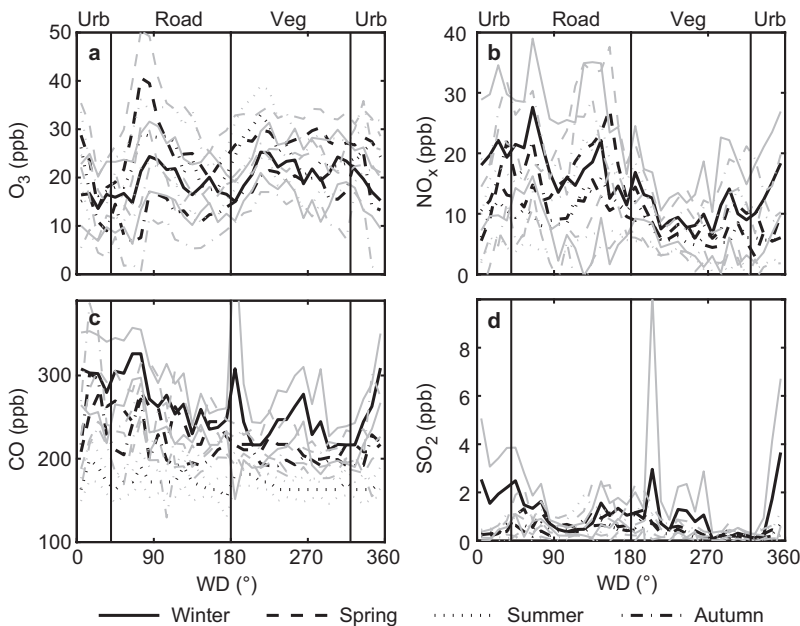 Urb Road Veg Urb
Urb Road Veg Urb
a
50
40
30
20
10
0
O3 (ppb)
b
40
30
20
10
0
NOx (ppb)
c
300
200
100
CO (ppb)
0 90 180 270 360
WD (°)
d
8
6
4
2
0
SO2 (ppb)
0 90 180 270 360
WD (°)
Winter Spring Summer Autumn